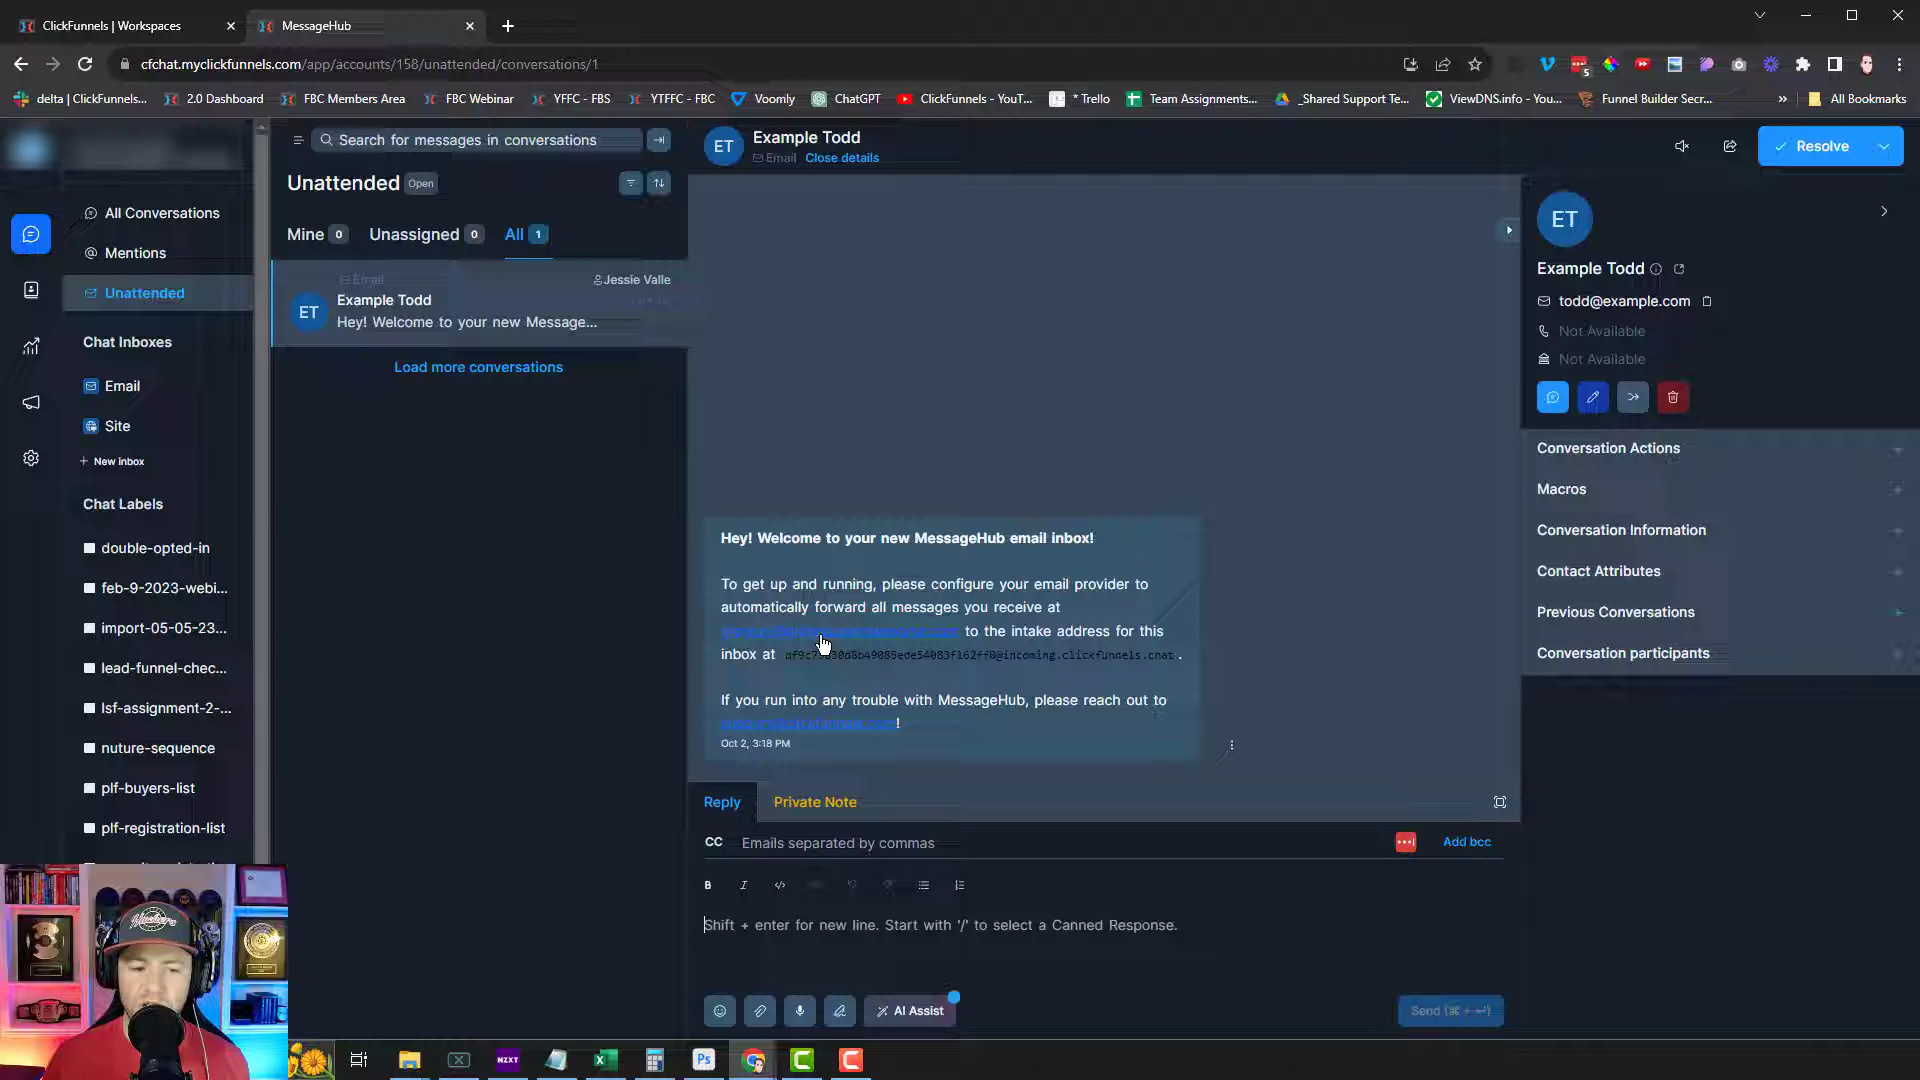 ClickFunnels | Workspaces
MessageHub
cfchat.myclickfunnels.com/app/accounts/158/unattended/conversations/1
delta | ClickFunnels...
2.0 Dashboard
FBC Members Area
FBC Webinar
YFFC - FBS
YTFFC - FBC
Voomly
ChatGPT
ClickFunnels - YouT...
* Trello
Team Assignments...
_Shared Support Te...
ViewDNS.info - You...
Funnel Builder Secr...
All Bookmarks
Search for messages in conversations
Unattended Open
Mine 0
Unassigned 0
All 1
Email
Jessie Valle
ET
Example Todd
Hey! Welcome to your new Message...
Load more conversations
All Conversations
Mentions
Unattended
Chat Inboxes
Email
Site
+ New inbox
Chat Labels
double-opted-in
feb-9-2023-webi...
import-05-05-23...
lead-funnel-chec...
lsf-assignment-2-...
nuture-sequence
plf-buyers-list
plf-registration-list
ET
Example Todd
Email Close details
Resolve
Hey! Welcome to your new MessageHub email inbox!
To get up and running, please configure your email provider to
automatically forward all messages you receive at
to the intake address for this
inbox at
If you run into any trouble with MessageHub, please reach out to
!
Oct 2, 3:18 PM
Reply
Private Note
CC Emails separated by commas
Add bcc
B I </>
Shift + enter for new line. Start with '/' to select a Canned Response.
AI Assist
Send (⌘ + ↵)
ET
Example Todd
todd@example.com
Not Available
Not Available
Conversation Actions
Macros
Conversation Information
Contact Attributes
Previous Conversations
Conversation participants
NZXT
Ps